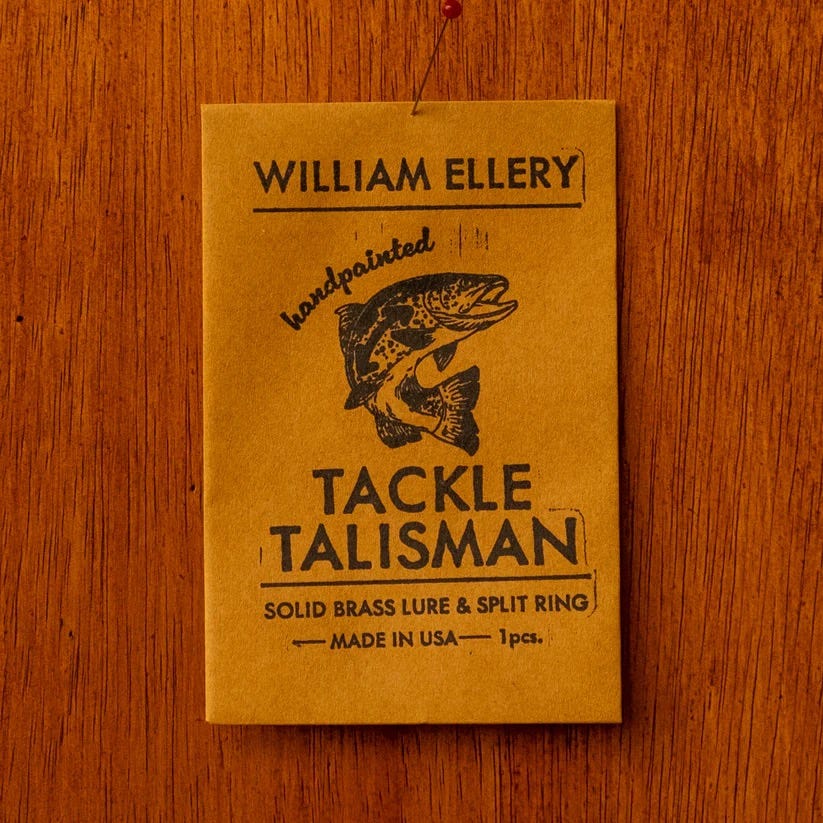 WILLIAM ELLERY
handpainted
TACKLE
TALISMAN
SOLID BRASS LURE & SPLIT RING
— MADE IN USA — 1pcs.